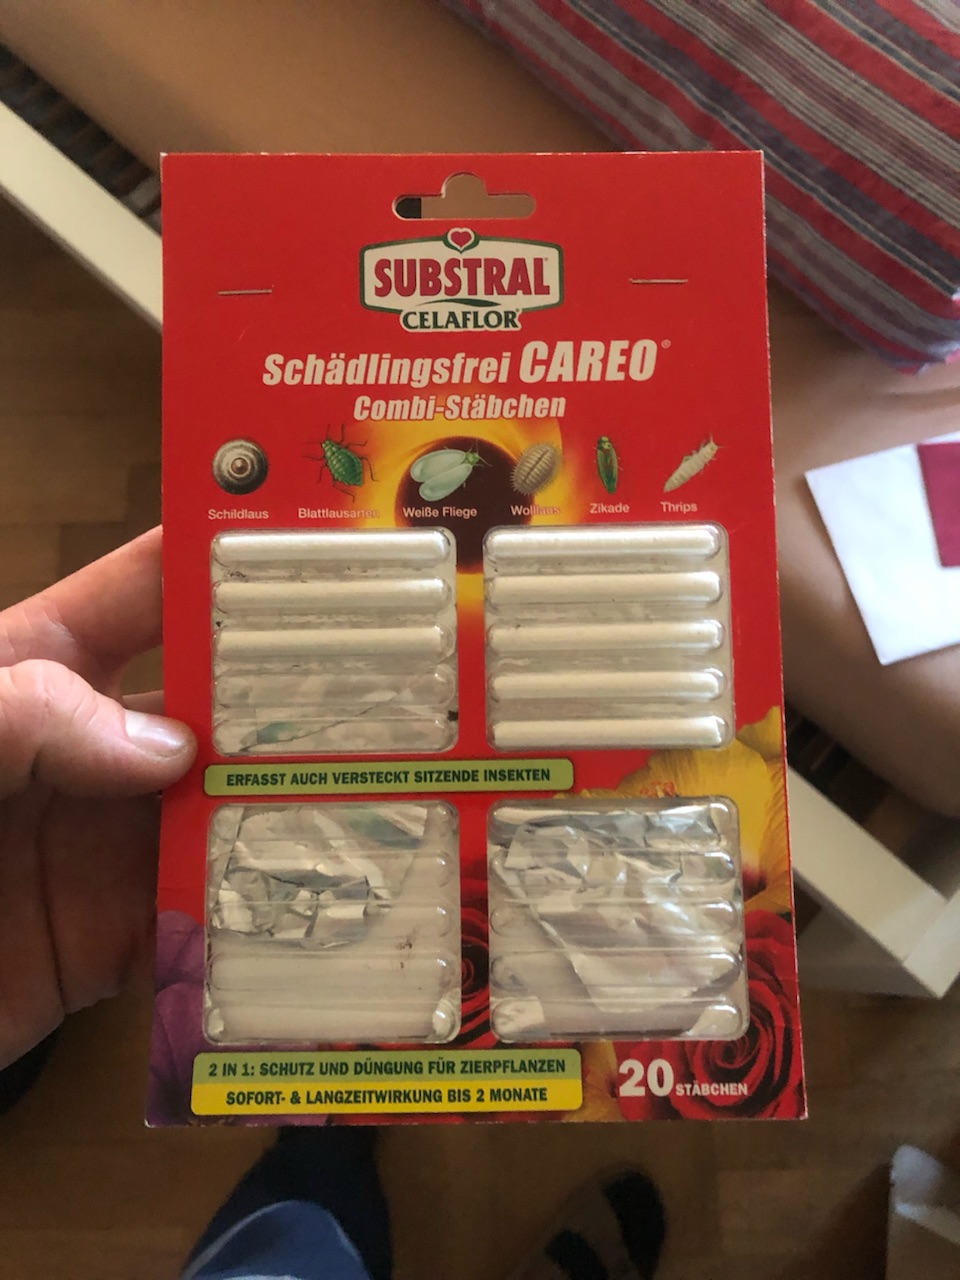 SUBSTRAL®
CELAFLOR®
Schädlingsfrei CAREO®
Combi-Stäbchen
Schildlaus Blattlausarten Weiße Fliege Wolllaus Zikade Thrips
ERFASST AUCH VERSTECKT SITZENDE INSEKTEN
2 IN 1: SCHUTZ UND DÜNGUNG FÜR ZIERPFLANZEN
SOFORT- & LANGZEITWIRKUNG BIS 2 MONATE
20 STÄBCHEN